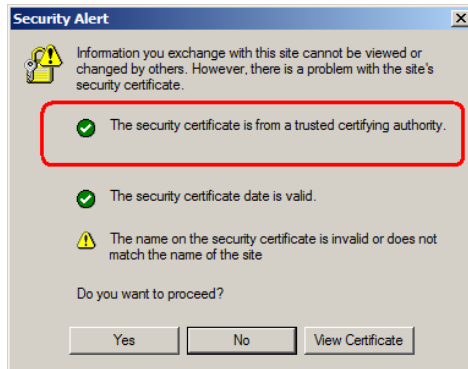 Security Alert
Information you exchange with this site cannot be viewed or
changed by others. However, there is a problem with the site's
security certificate.
The security certificate is from a trusted certifying authority.
The security certificate date is valid.
The name on the security certificate is invalid or does not
match the name of the site
Do you want to proceed?
Yes
No
View Certificate